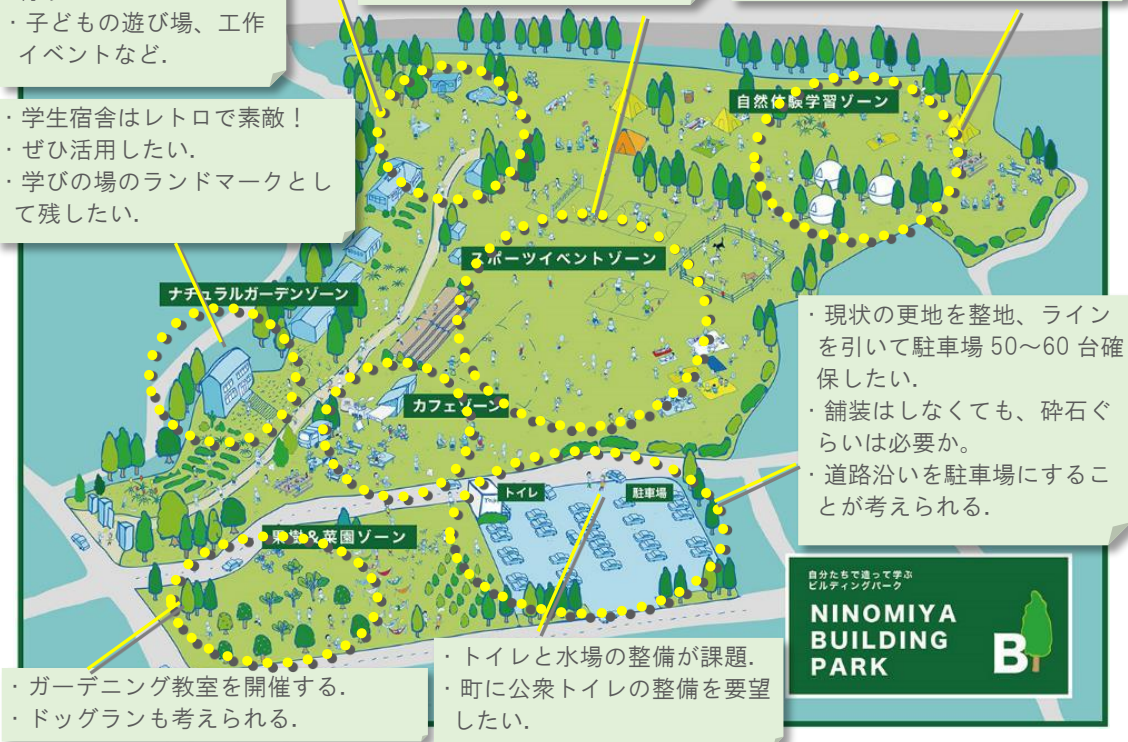 ・子どもの遊び場、工作
イベントなど.
・学生宿舎はレトロで素敵！
・ぜひ活用したい.
・学びの場のランドマークとし
て残したい.
自然体験学習ゾーン
スポーツイベントゾーン
ナチュラルガーデンゾーン
カフェゾーン
・現状の更地を整地、ライン
を引いて駐車場 50～60 台確
保したい.
・舗装はしなくても、砕石ぐ
らいは必要か。
・道路沿いを駐車場にするこ
とが考えられる.
トイレ
駐車場
果樹&菜園ゾーン
自分たちで造って学ぶ
ビルディングパーク
NINOMIYA
BUILDING
PARK
B
・ガーデニング教室を開催する.
・ドッグランも考えられる.
・トイレと水場の整備が課題.
・町に公衆トイレの整備を要望
したい.